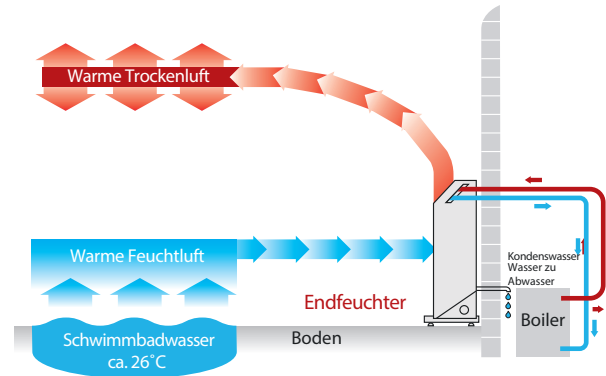 Warme Trockenluft
Warme Feuchtluft
Kondenswasser
Wasser zu
Abwasser
Endfeuchter
Boiler
Schwimmbadwasser
ca. 26°C
Boden